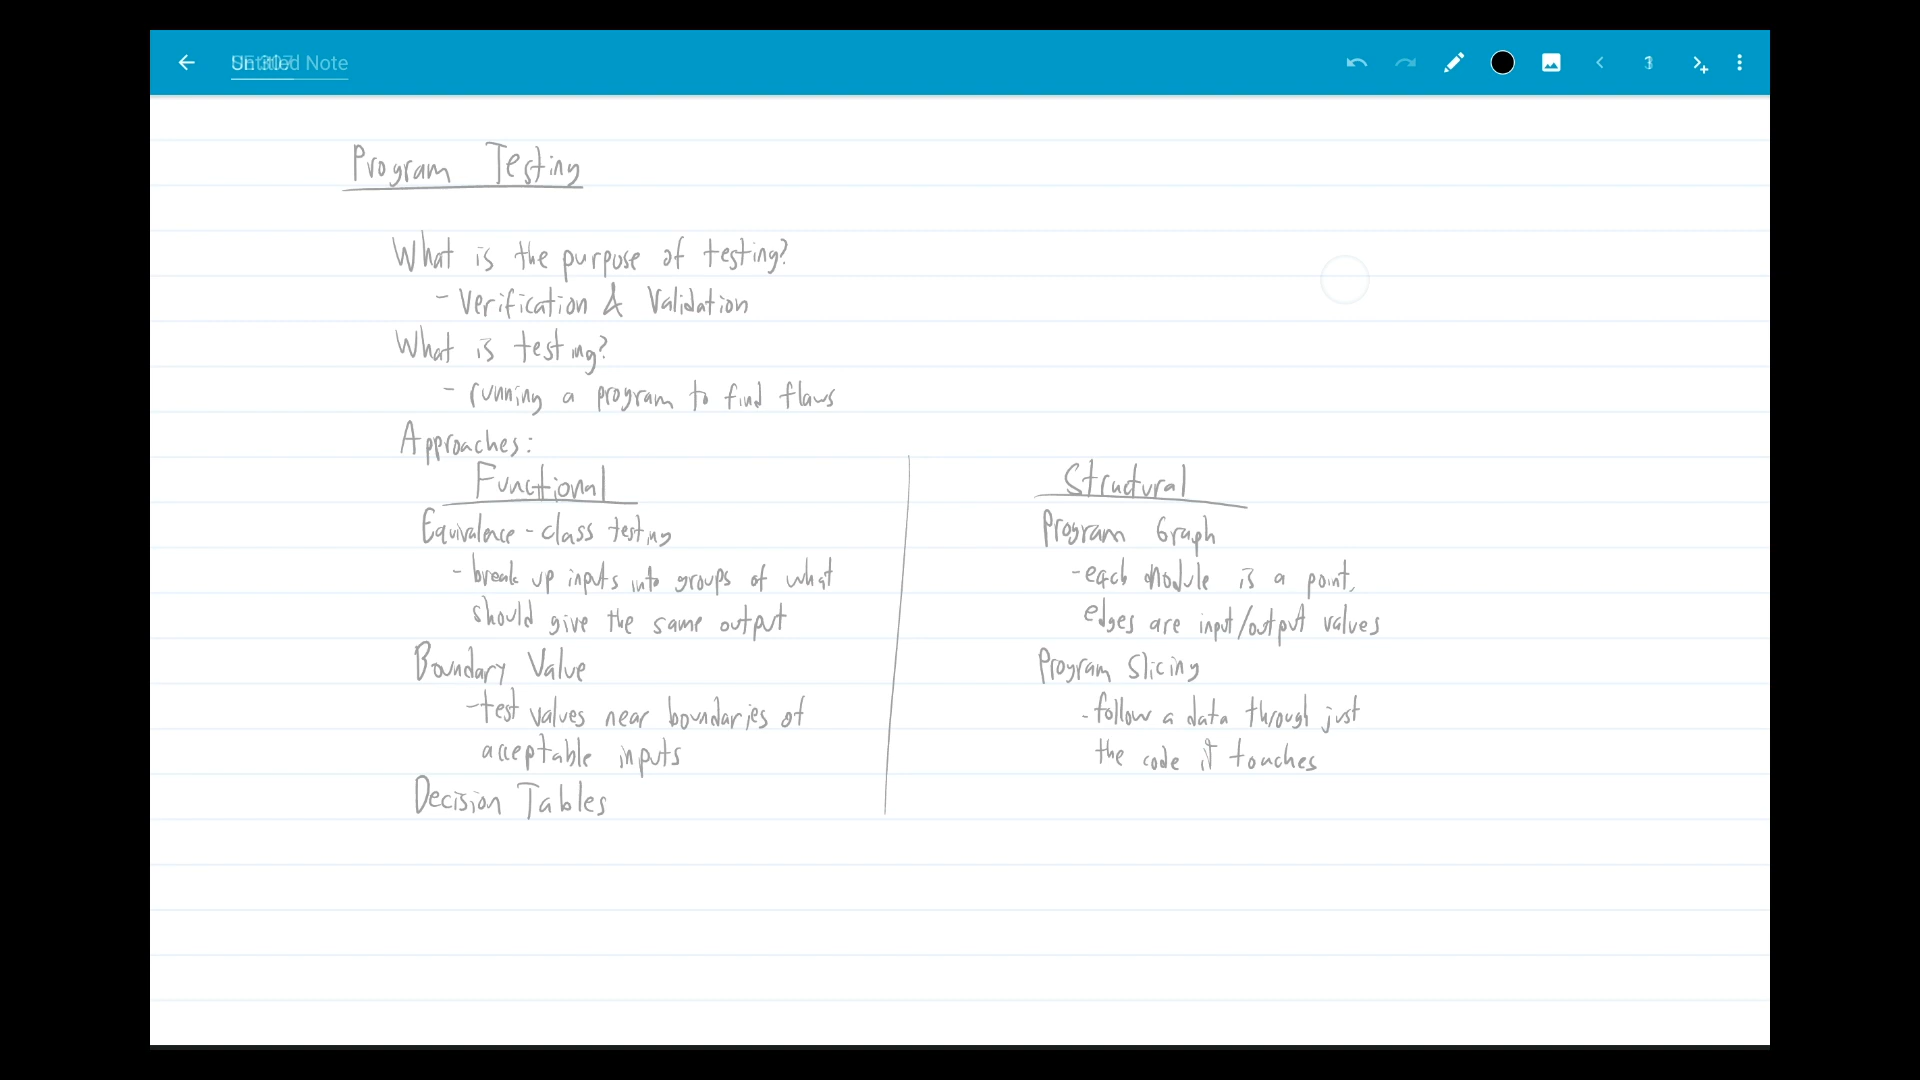 Program Testing
What is the purpose of testing?
- Verification & Validation
What is testing?
- running a program to find flaws
Approaches:
Functional
Equivalence-class testing
- break up inputs into groups of what
should give the same output
Boundary Value
- test values near boundaries of
acceptable inputs
Decision Tables
Structural
Program Graph
- each module is a point,
edges are input/output values
Program Slicing
- follow a data through just
the code it touches